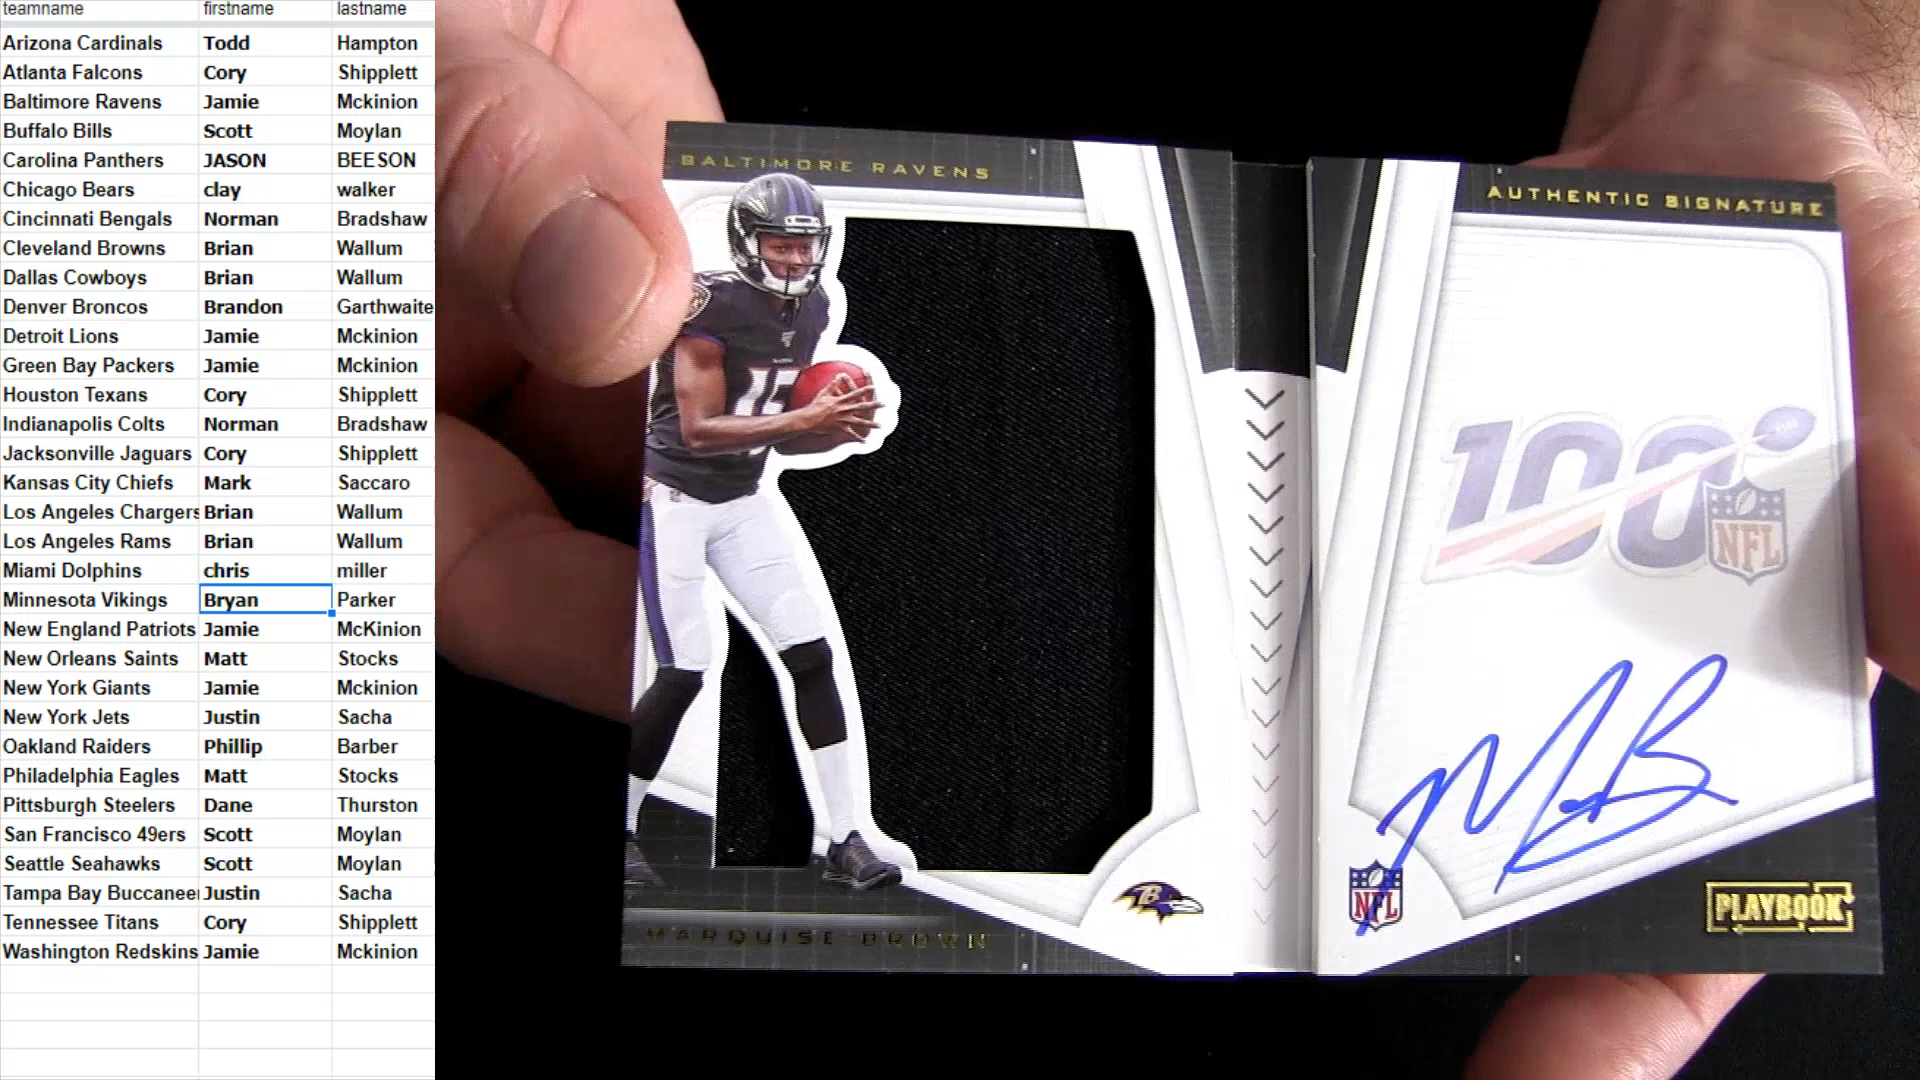 teamname firstname lastname
Arizona Cardinals Todd Hampton
Atlanta Falcons Cory Shipplett
Baltimore Ravens Jamie Mckinion
Buffalo Bills Scott Moylan
Carolina Panthers JASON BEESON
Chicago Bears clay walker
Cincinnati Bengals Norman Bradshaw
Cleveland Browns Brian Wallum
Dallas Cowboys Brian Wallum
Denver Broncos Brandon Garthwaite
Detroit Lions Jamie Mckinion
Green Bay Packers Jamie Mckinion
Houston Texans Cory Shipplett
Indianapolis Colts Norman Bradshaw
Jacksonville Jaguars Cory Shipplett
Kansas City Chiefs Mark Saccaro
Los Angeles Chargers Brian Wallum
Los Angeles Rams Brian Wallum
Miami Dolphins chris miller
Minnesota Vikings Bryan Parker
New England Patriots Jamie McKinion
New Orleans Saints Matt Stocks
New York Giants Jamie Mckinion
New York Jets Justin Sacha
Oakland Raiders Phillip Barber
Philadelphia Eagles Matt Stocks
Pittsburgh Steelers Dane Thurston
San Francisco 49ers Scott Moylan
Seattle Seahawks Scott Moylan
Tampa Bay Buccanee Justin Sacha
Tennessee Titans Cory Shipplett
Washington Redskins Jamie Mckinion
BALTIMORE RAVENS
15
B
MARQUISE BROWN
AUTHENTIC SIGNATURE
100
NFL
MB
NFL
PLAYBOOK